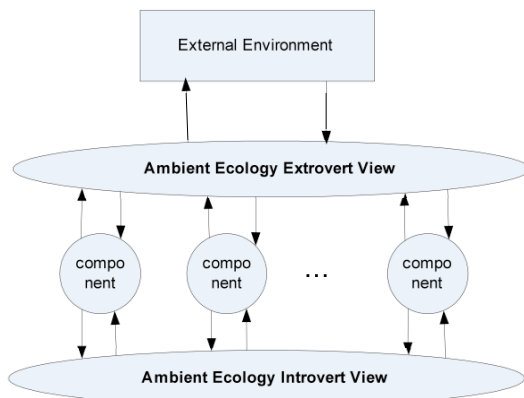 External Environment
Ambient Ecology Extrovert View
compo
nent
compo
nent
...
compo
nent
Ambient Ecology Introvert View